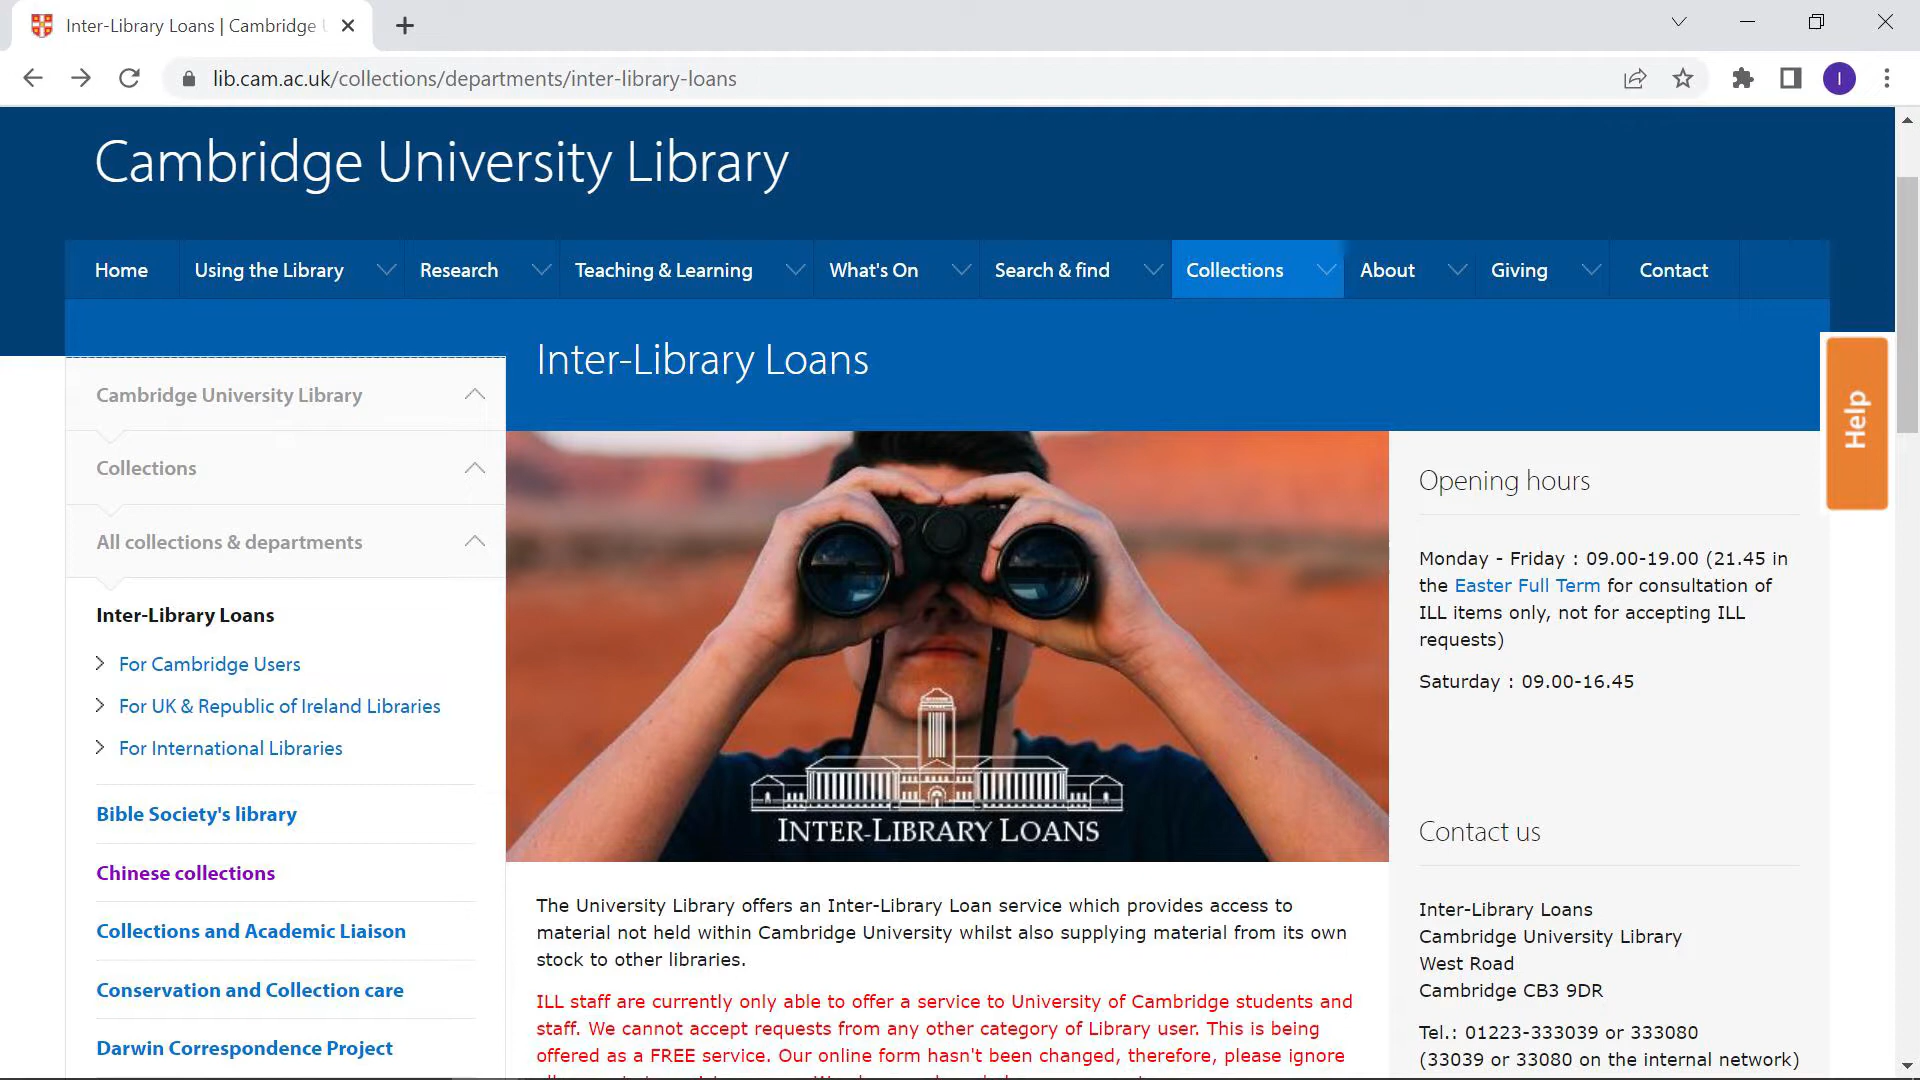 Inter-Library Loans | Cambridge
lib.cam.ac.uk/collections/departments/inter-library-loans
I
Cambridge University Library
Home
Using the Library
Research
Teaching & Learning
What's On
Search & find
Collections
About
Giving
Contact
Inter-Library Loans
Help
Cambridge University Library
Collections
All collections & departments
Inter-Library Loans
For Cambridge Users
For UK & Republic of Ireland Libraries
For International Libraries
Bible Society's library
Chinese collections
Collections and Academic Liaison
Conservation and Collection care
Darwin Correspondence Project
INTER-LIBRARY LOANS
The University Library offers an Inter-Library Loan service which provides access to
material not held within Cambridge University whilst also supplying material from its own
stock to other libraries.
ILL staff are currently only able to offer a service to University of Cambridge students and
staff. We cannot accept requests from any other category of Library user. This is being
offered as a FREE service. Our online form hasn't been changed, therefore, please ignore
Opening hours
Monday - Friday : 09.00-19.00 (21.45 in
the Easter Full Term for consultation of
ILL items only, not for accepting ILL
requests)
Saturday : 09.00-16.45
Contact us
Inter-Library Loans
Cambridge University Library
West Road
Cambridge CB3 9DR
Tel.: 01223-333039 or 333080
(33039 or 33080 on the internal network)